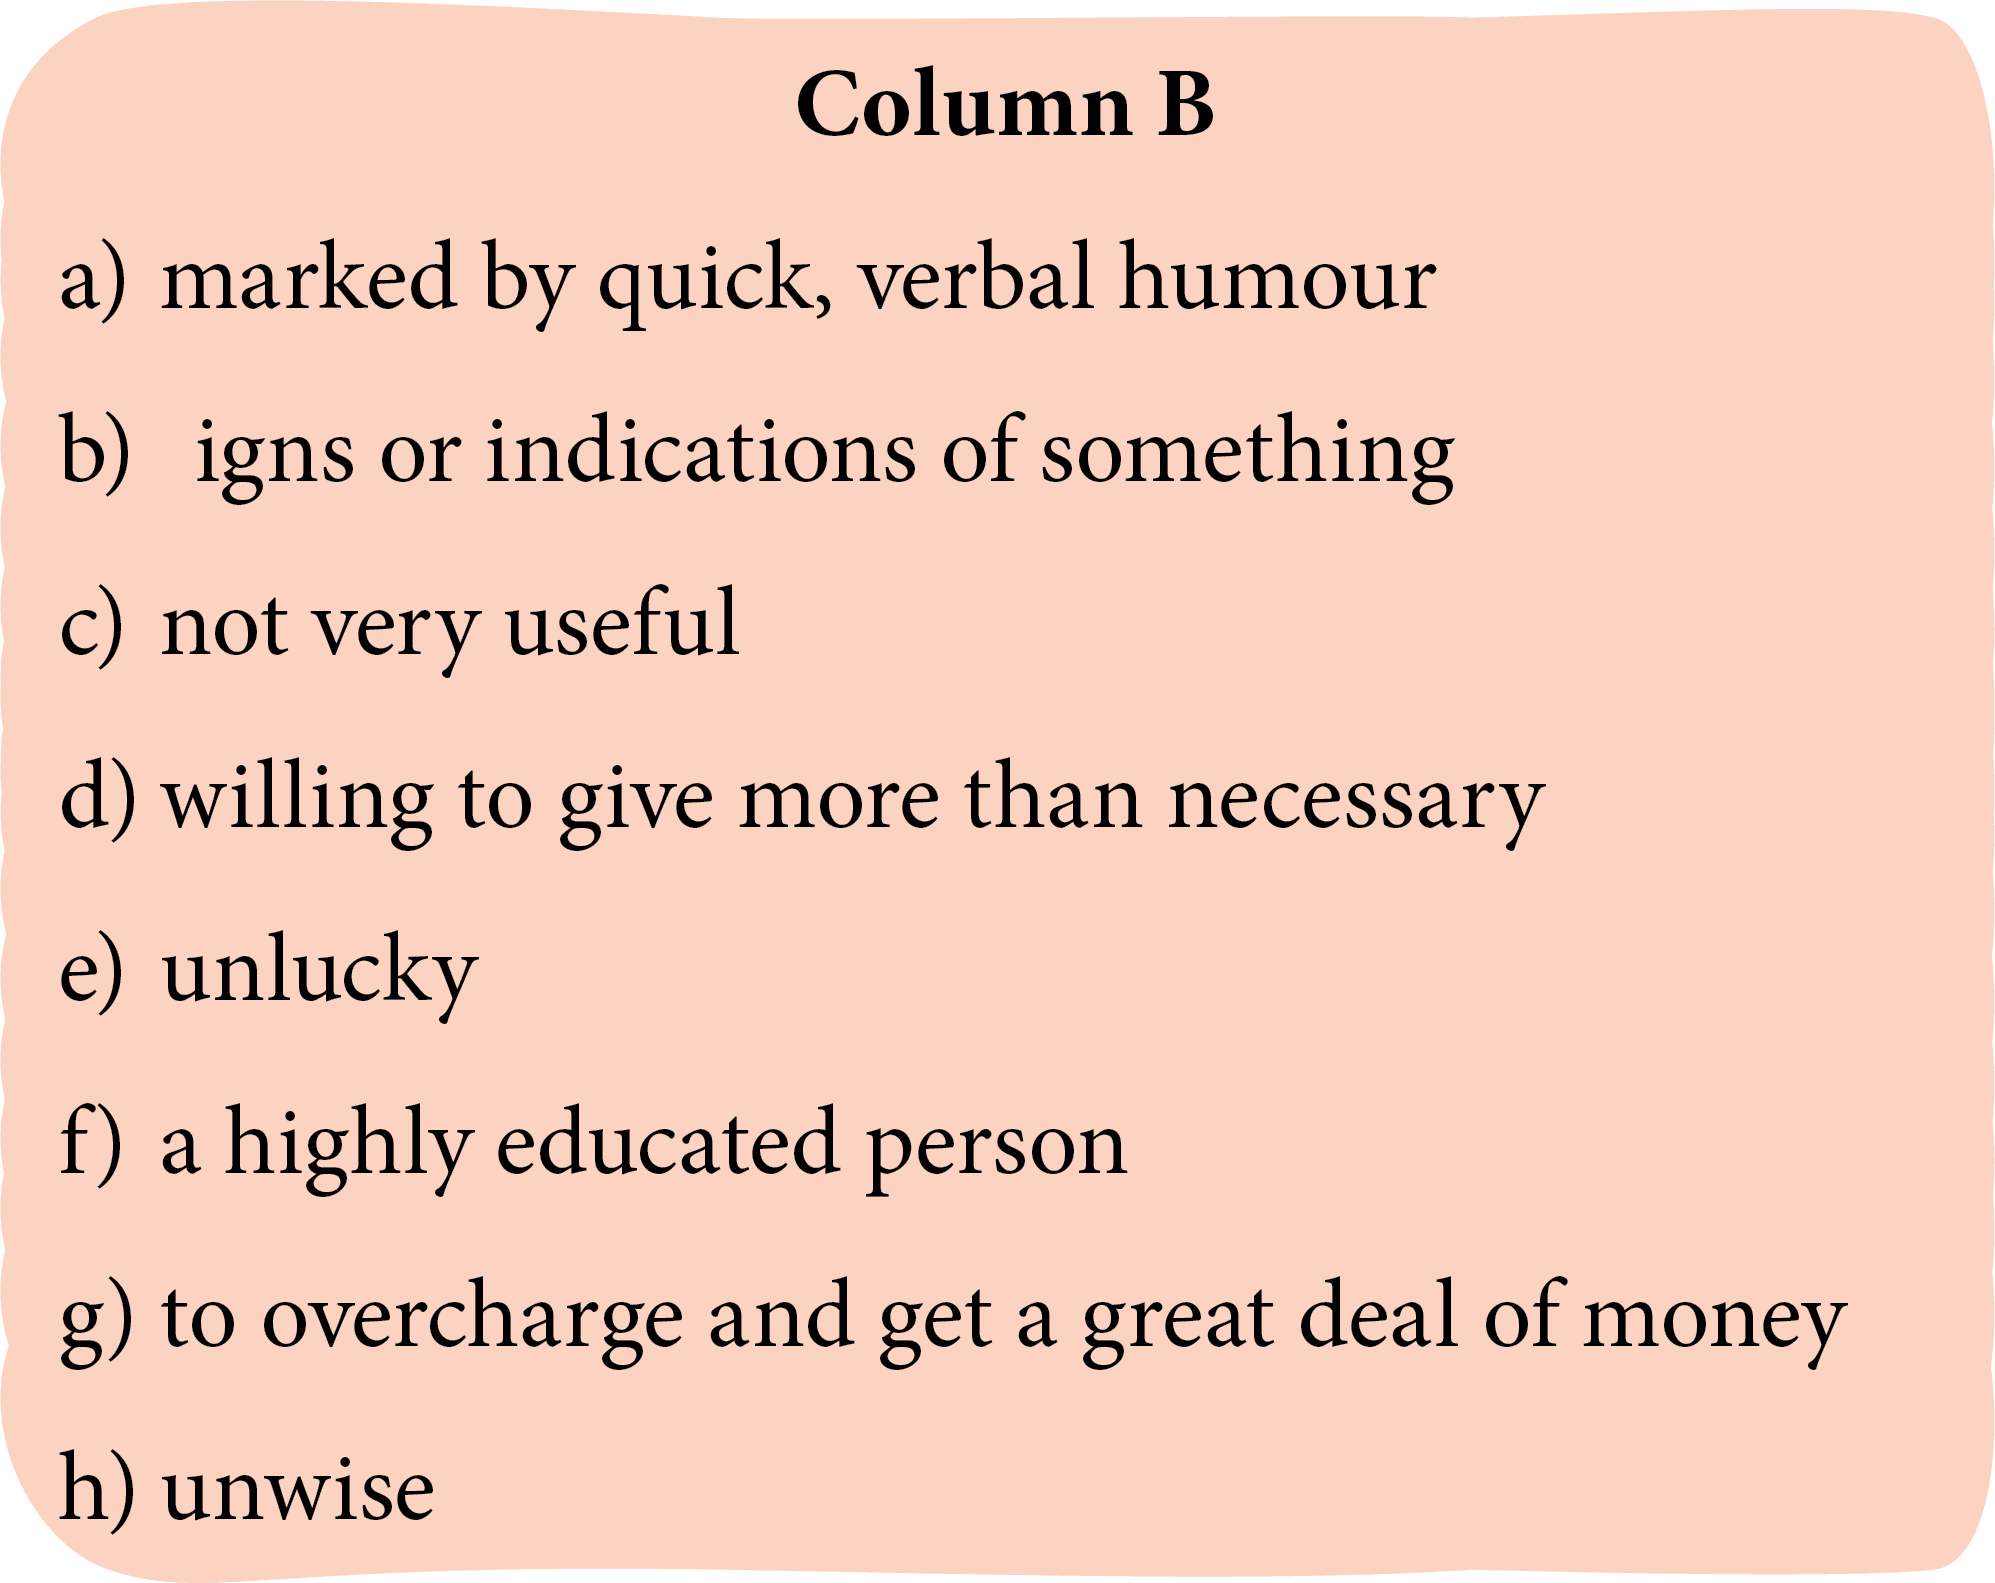 Column B
a) marked by quick, verbal humour
b) igns or indications of something
c) not very useful
d) willing to give more than necessary
e) unlucky
f) a highly educated person
g) to overcharge and get a great deal of money
h) unwise